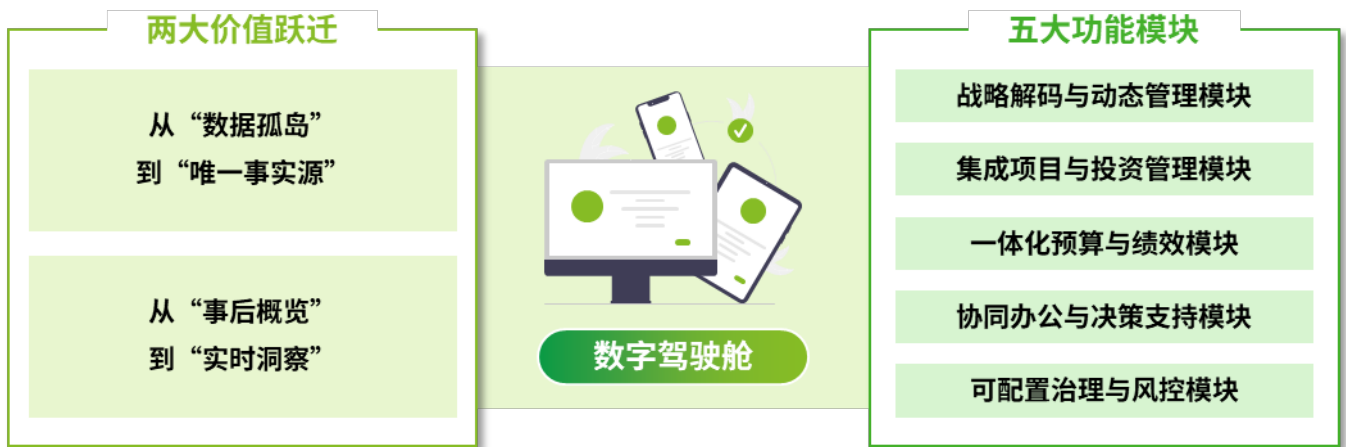 两大价值跃迁
从“数据孤岛”
到“唯一事实源”
从“事后概览”
到“实时洞察”
数字驾驶舱
五大功能模块
战略解码与动态管理模块
集成项目与投资管理模块
一体化预算与绩效模块
协同办公与决策支持模块
可配置治理与风控模块